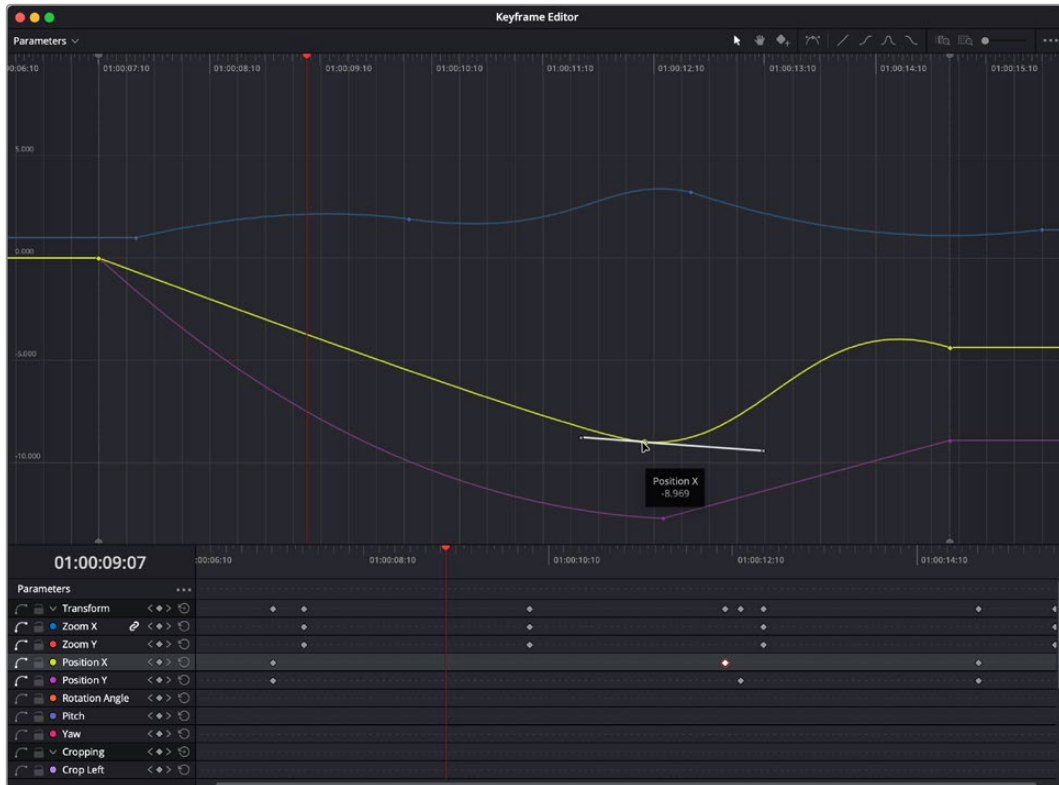 Keyframe Editor
Parameters
01:00:06:10 01:00:07:10 01:00:08:10 01:00:09:10 01:00:10:10 01:00:11:10 01:00:12:10 01:00:13:10 01:00:14:10 01:00:15:10
5.000
0.000
-5.000
-10.000
Position X
-8.969
01:00:09:07
:00:06:10 01:00:08:10 01:00:10:10 01:00:12:10 01:00:14:10
Parameters
Transform
Zoom X
Zoom Y
Position X
Position Y
Rotation Angle
Pitch
Yaw
Cropping
Crop Left